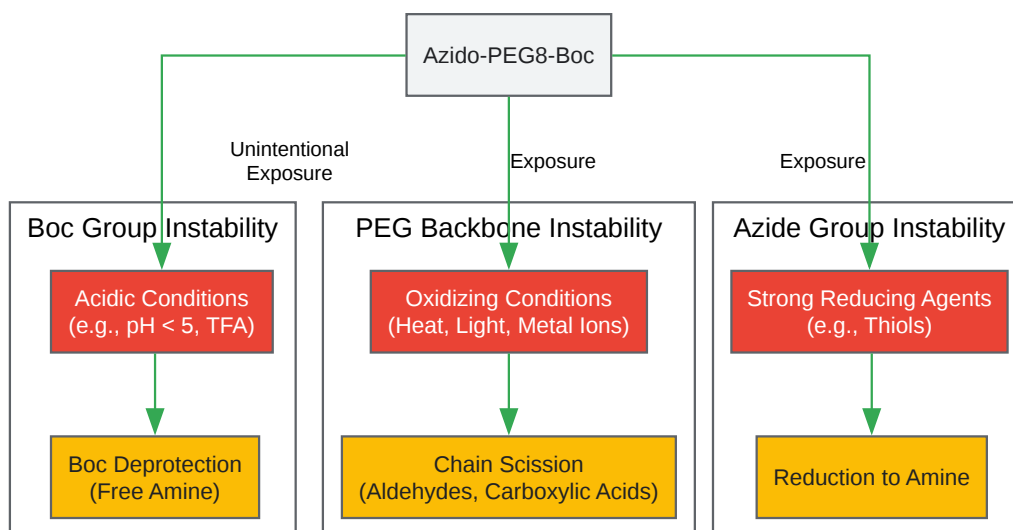 Azido-PEG8-Boc
Unintentional
Exposure
Exposure
Exposure
Boc Group Instability
PEG Backbone Instability
Azide Group Instability
Acidic Conditions
(e.g., pH < 5, TFA)
Oxidizing Conditions
(Heat, Light, Metal Ions)
Strong Reducing Agents
(e.g., Thiols)
Boc Deprotection
(Free Amine)
Chain Scission
(Aldehydes, Carboxylic Acids)
Reduction to Amine